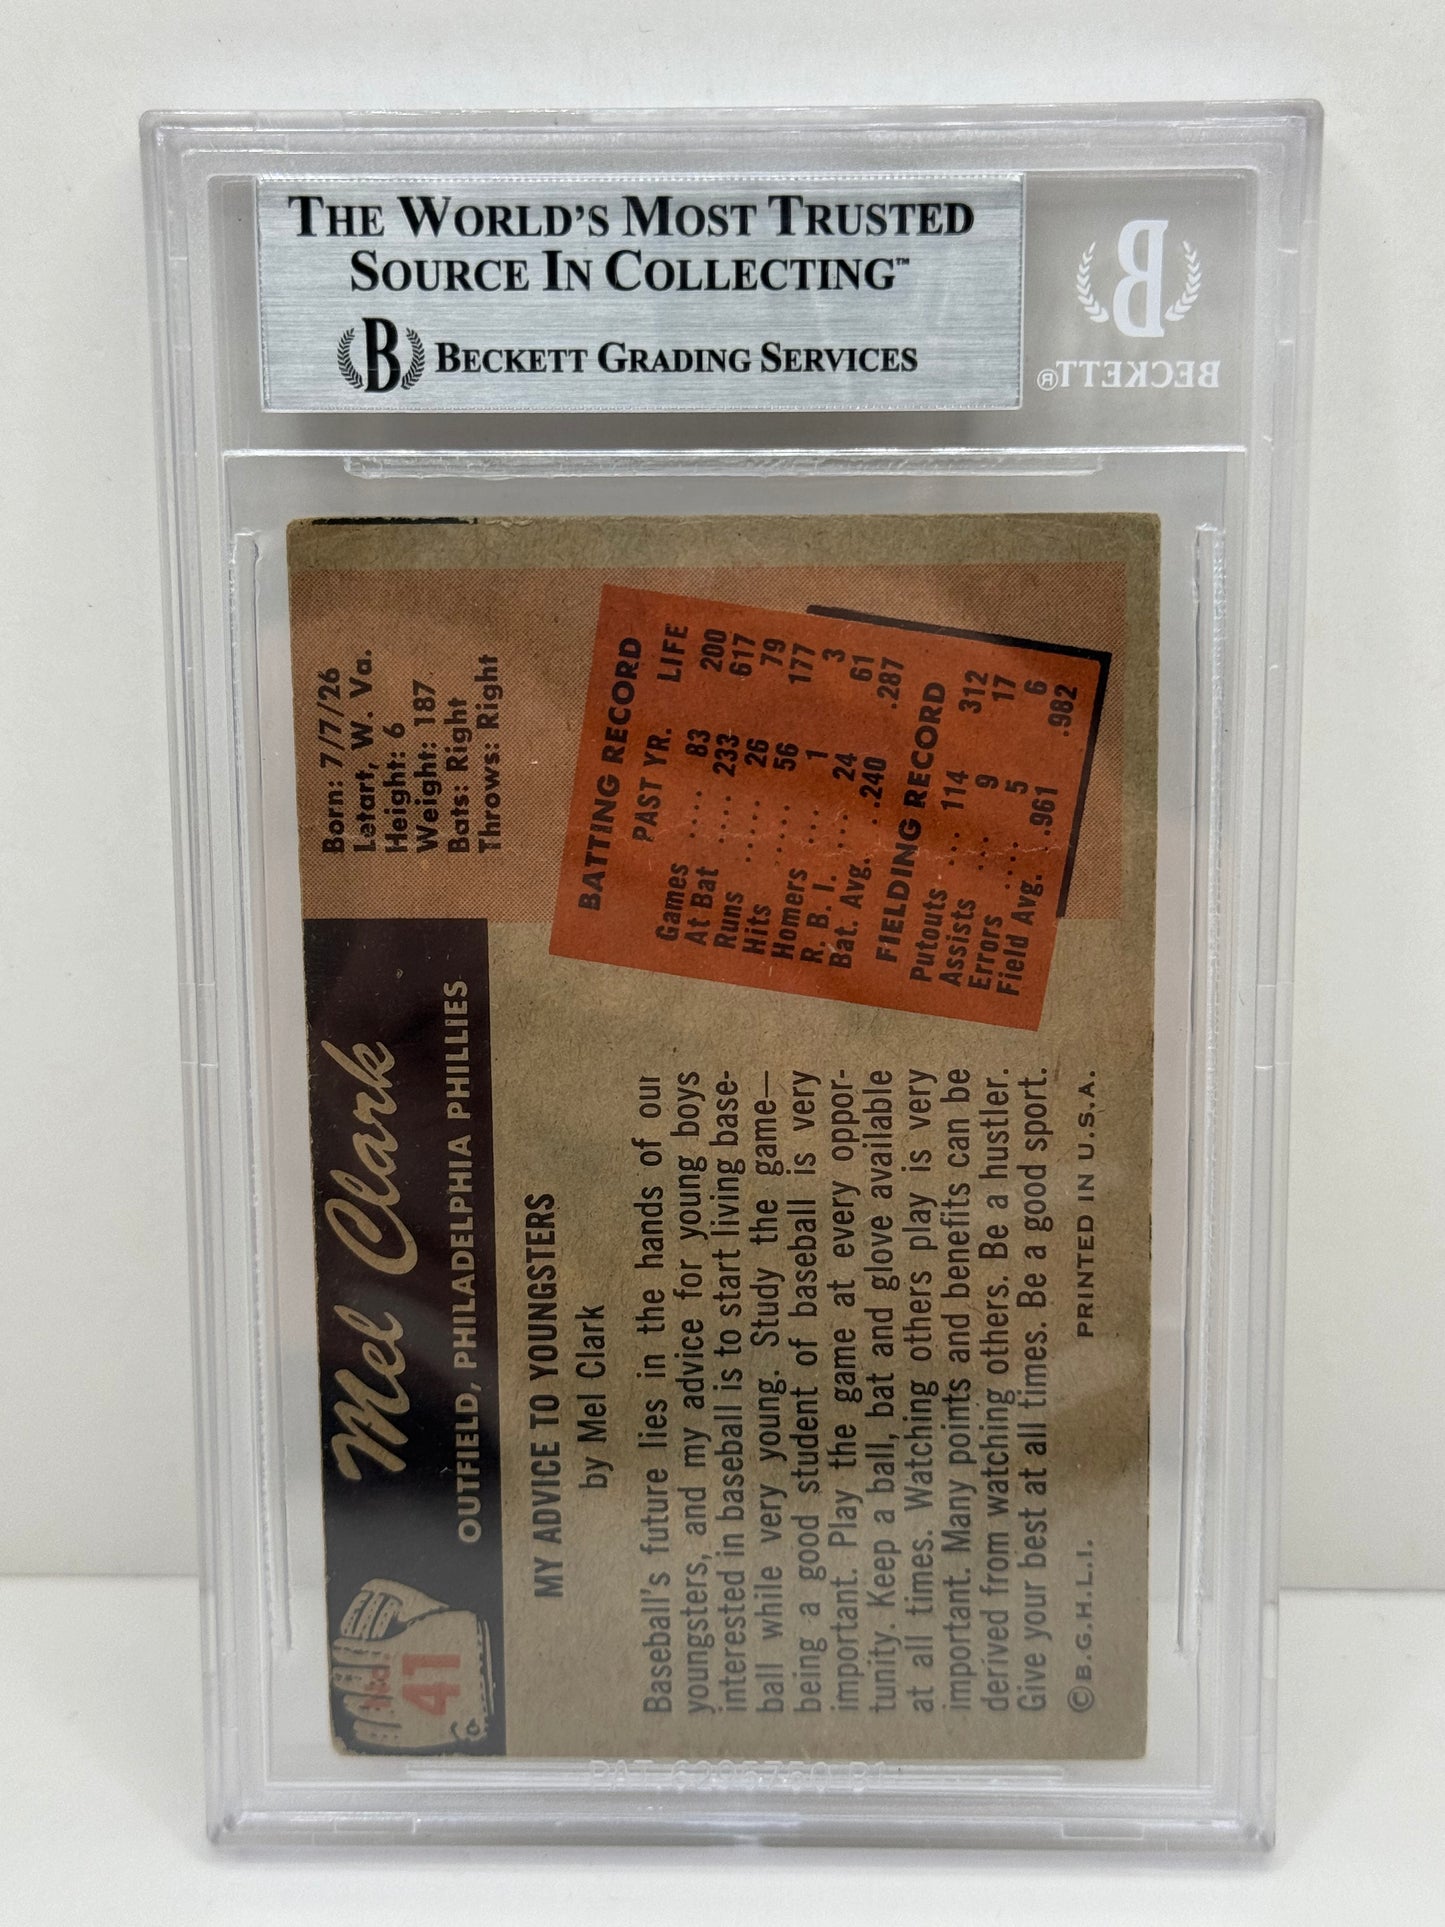 THE WORLD'S MOST TRUSTED
SOURCE IN COLLECTING™
B BECKETT GRADING SERVICES
B
BECKETT®
No.
41
Mel Clark
OUTFIELD, PHILADELPHIA PHILLIES
Born: 7/7/26
Letart, W. Va.
Height: 6
Weight: 187
Bats: Right
Throws: Right
MY ADVICE TO YOUNGSTERS
by Mel Clark
Baseball's future lies in the hands of our
youngsters, and my advice for young boys
interested in baseball is to start living base-
ball while very young. Study the game—
being a good student of baseball is very
important. Play the game at every oppor-
tunity. Keep a ball, bat and glove available
at all times. Watching others play is very
important. Many points and benefits can be
derived from watching others. Be a hustler.
Give your best at all times. Be a good sport.
©B.G.H.L.I. PRINTED IN U.S.A.
BATTING RECORD
PAST YR. LIFE
Games ..... 83 200
At Bat .... 233 617
Runs ...... 26 79
Hits ..... 56 177
Homers .... 1 3
R. B. I. .... 24 61
Bat. Avg. .. .240 .287
FIELDING RECORD
Putouts ... 114 312
Assists ... 9 17
Errors .... 5 6
Field Avg. . .961 .982
PAT. 6295750 B1